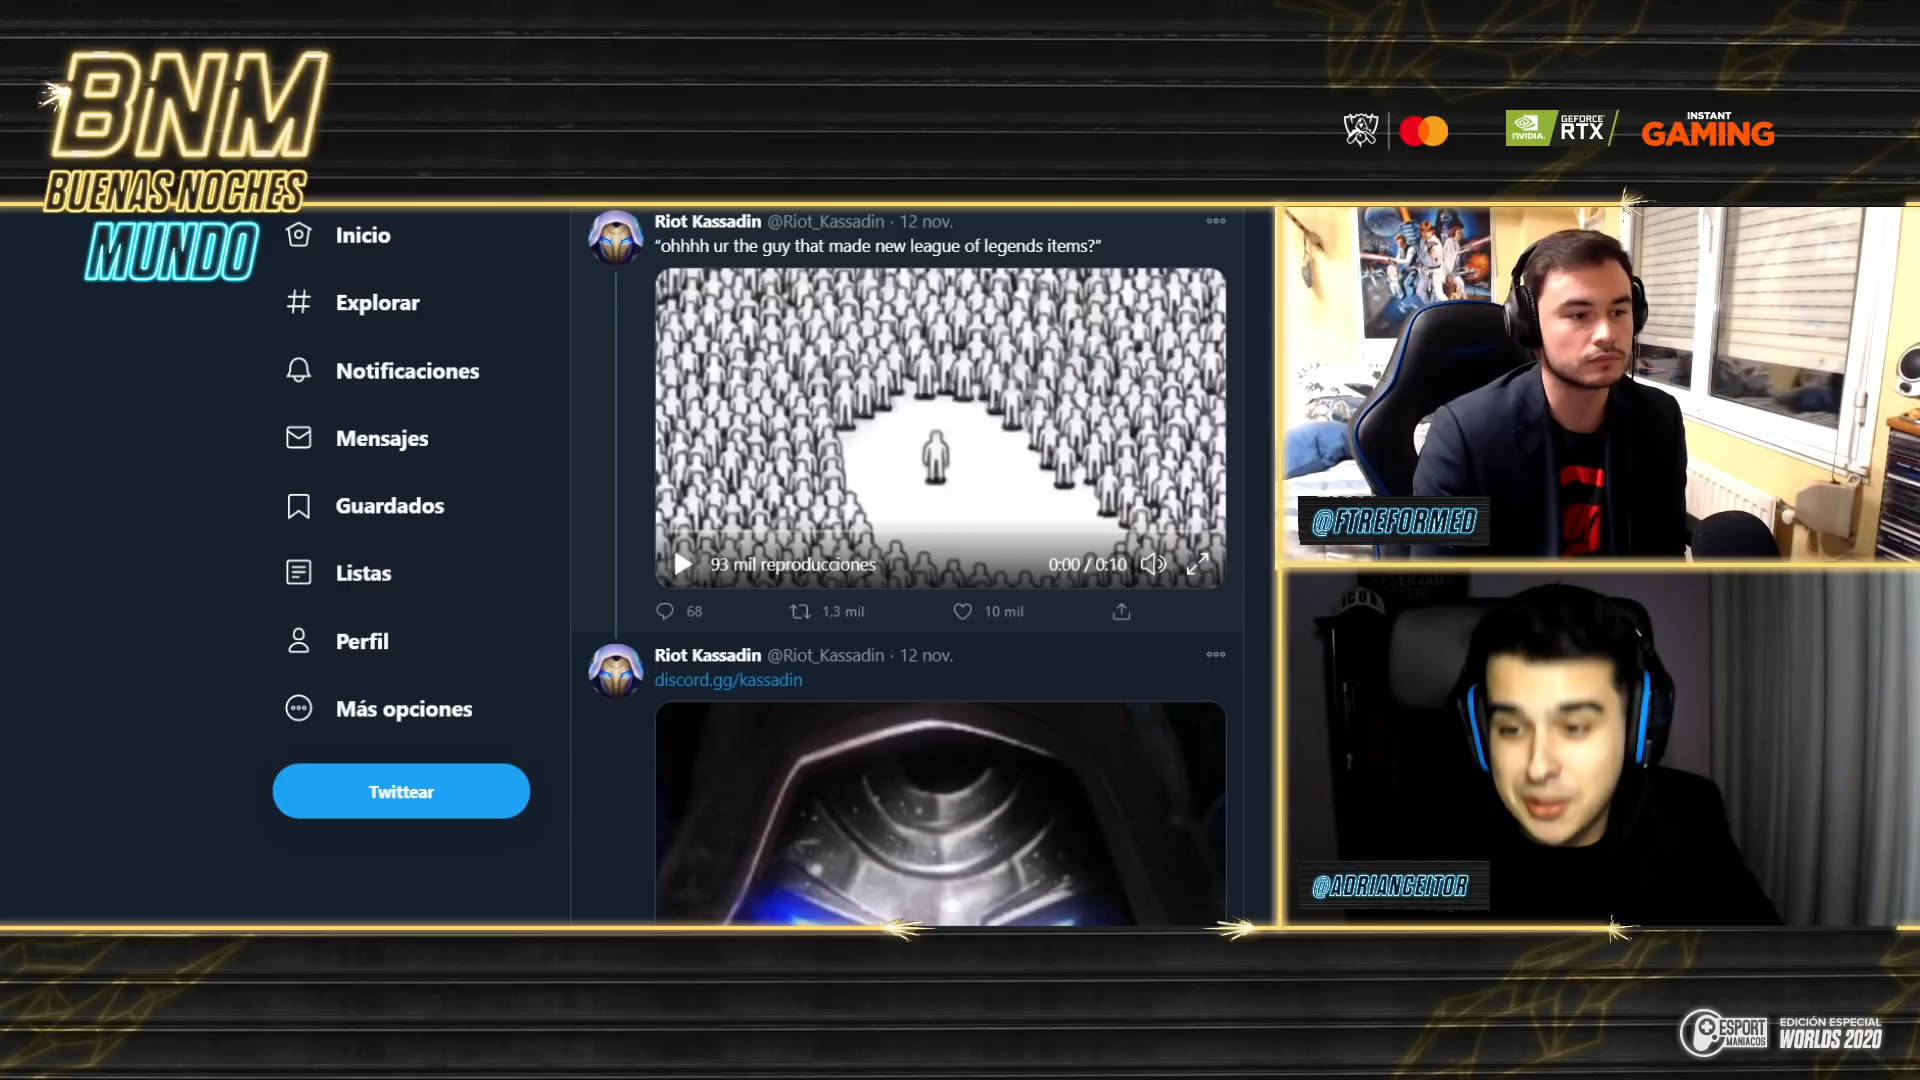 BNM
BUENAS NOCHES
MUNDO
NVIDIA.
GEFORCE
RTX
INSTANT
GAMING
Inicio
Explorar
Notificaciones
Mensajes
Guardados
Listas
Perfil
Más opciones
Twittear
Riot Kassadin @Riot_Kassadin · 12 nov.
“ohhhh ur the guy that made new league of legends items?”
93 mil reproducciones
0:00 / 0:10
68
1,3 mil
10 mil
Riot Kassadin @Riot_Kassadin · 12 nov.
discord.gg/kassadin
@FTREFORMED
ICON
@ADRIANCEITOR
ESPORT
MANIACOS
EDICIÓN ESPECIAL
WORLDS 2020